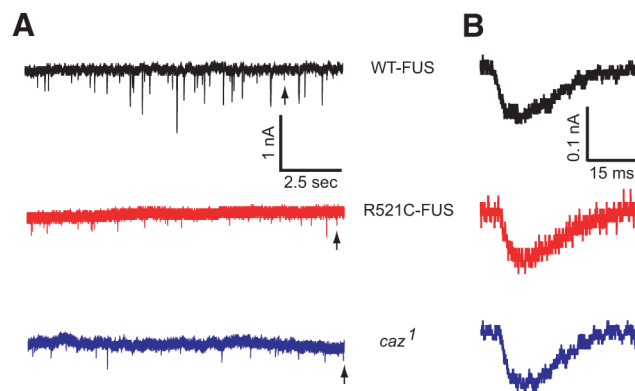 A
B
WT-FUS
1 nA
2.5 sec
0.1 nA
15 ms
R521C-FUS
caz1